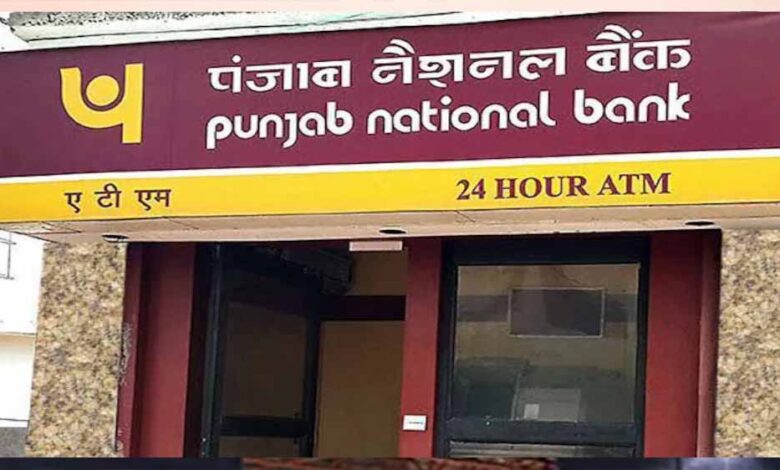 पंजाब नैशनल बैंक
punjab national bank
ए टी एम
24 HOUR ATM